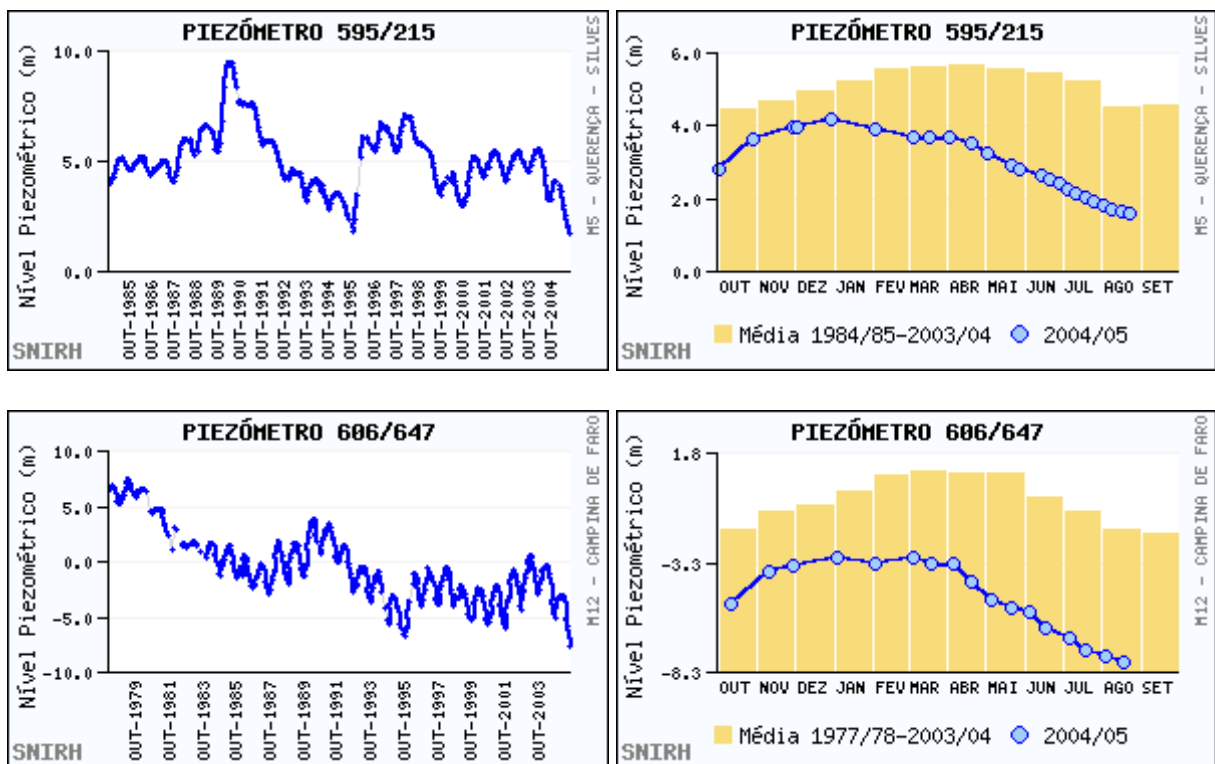 PIEZÓMETRO 595/215
Nível Piezométrico (m)
10.0
5.0
0.0
OUT-1985
OUT-1986
OUT-1987
OUT-1988
OUT-1989
OUT-1990
OUT-1991
OUT-1992
OUT-1993
OUT-1994
OUT-1995
OUT-1996
OUT-1997
OUT-1998
OUT-1999
OUT-2000
OUT-2001
OUT-2002
OUT-2003
OUT-2004
M5 - QUERENÇA - SILVES
SNIRH
PIEZÓMETRO 595/215
Nível Piezométrico (m)
6.0
4.0
2.0
0.0
OUT NOV DEZ JAN FEV MAR ABR MAI JUN JUL AGO SET
Média 1984/85-2003/04 2004/05
M5 - QUERENÇA - SILVES
SNIRH
PIEZÓMETRO 606/647
Nível Piezométrico (m)
10.0
5.0
0.0
-5.0
-10.0
OUT-1979
OUT-1981
OUT-1983
OUT-1985
OUT-1987
OUT-1989
OUT-1991
OUT-1993
OUT-1995
OUT-1997
OUT-1999
OUT-2001
OUT-2003
M12 - CAMPINA DE FARO
SNIRH
PIEZÓMETRO 606/647
Nível Piezométrico (m)
1.8
-3.3
-8.3
OUT NOV DEZ JAN FEV MAR ABR MAI JUN JUL AGO SET
Média 1977/78-2003/04 2004/05
M12 - CAMPINA DE FARO
SNIRH